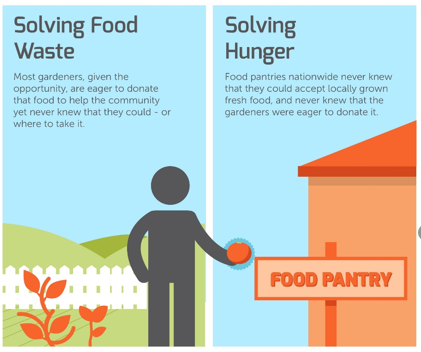 Solving Food
Waste
Most gardeners, given the
opportunity, are eager to donate
that food to help the community
yet never knew that they could - or
where to take it.
Solving
Hunger
Food pantries nationwide never knew
that they could accept locally grown
fresh food, and never knew that the
gardeners were eager to donate it.
FOOD PANTRY